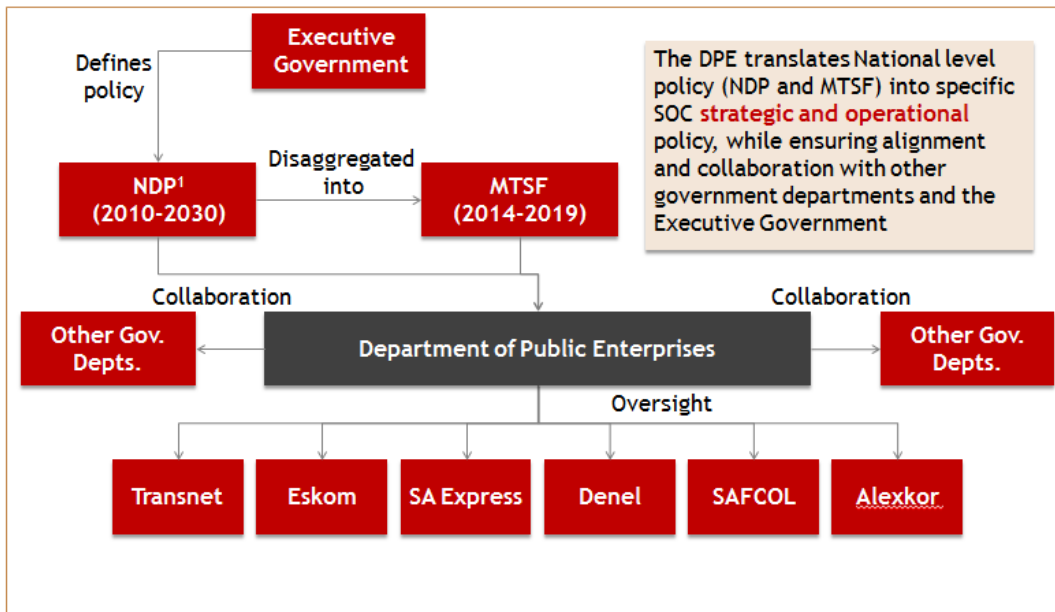 Executive
Government
Defines
policy
The DPE translates National level
policy (NDP and MTSF) into specific
SOC strategic and operational
policy, while ensuring alignment
and collaboration with other
government departments and the
Executive Government
NDP¹
(2010-2030)
Disaggregated
into
MTSF
(2014-2019)
Collaboration
Collaboration
Other Gov.
Depts.
Department of Public Enterprises
Other Gov.
Depts.
Oversight
Transnet
Eskom
SA Express
Denel
SAFCOL
Alexkor